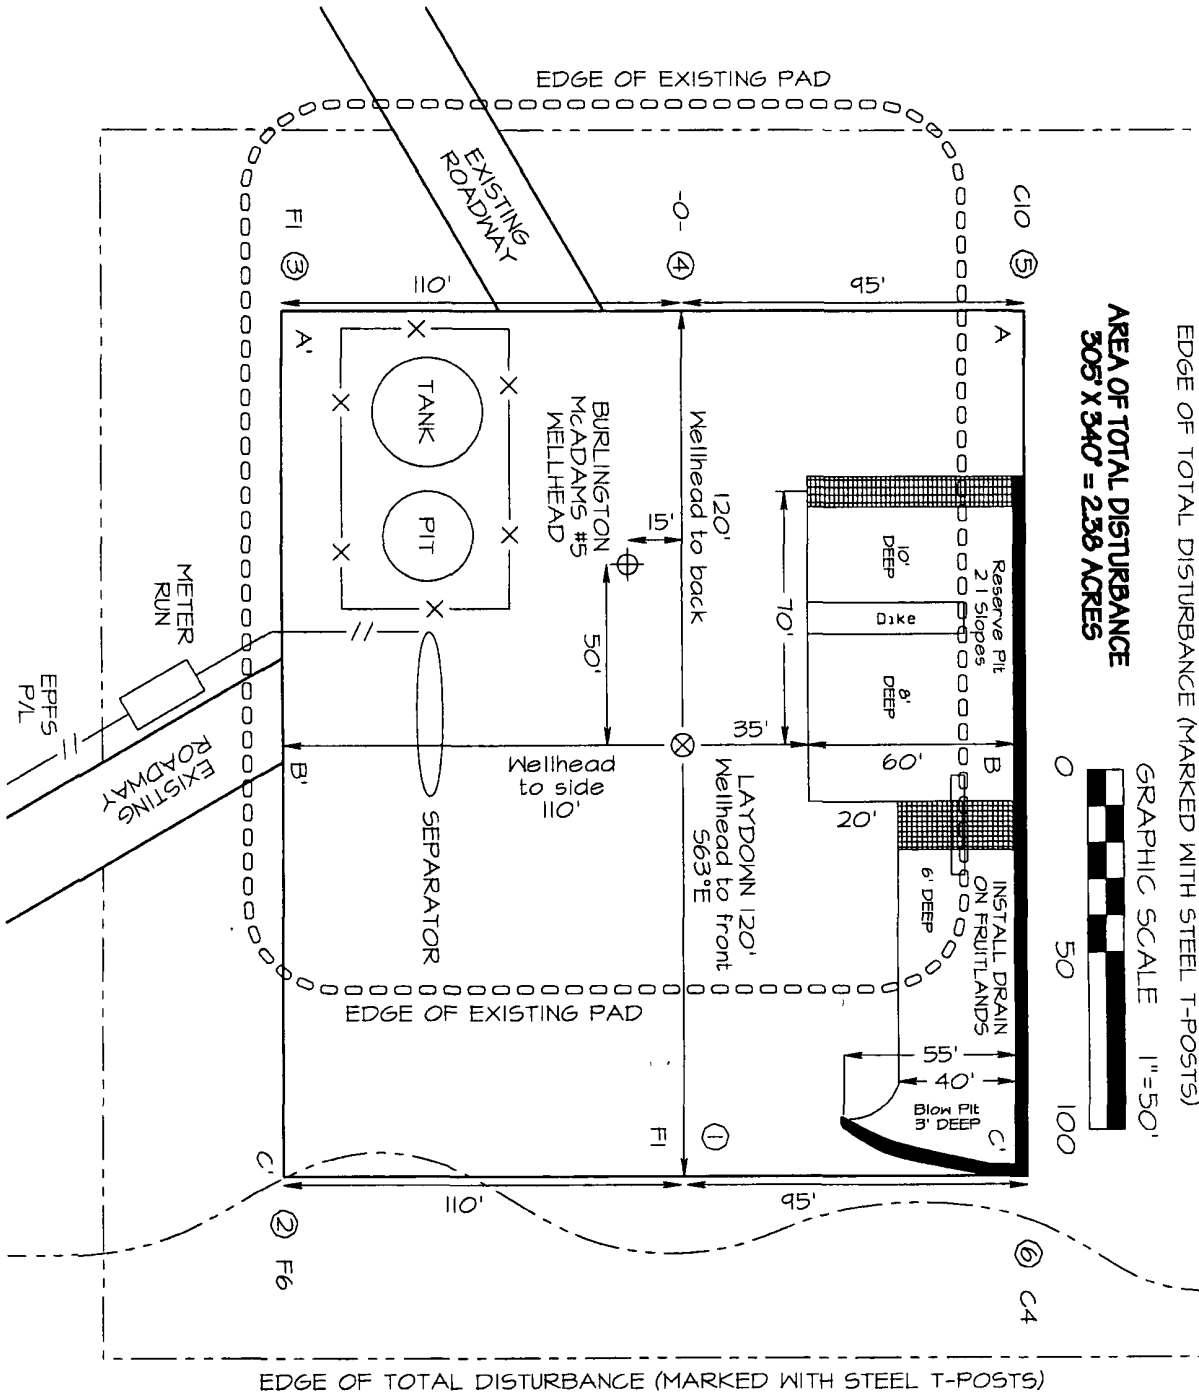 EDGE OF EXISTING PAD
EDGE OF TOTAL DISTURBANCE (MARKED WITH STEEL T-POSTS)
AREA OF TOTAL DISTURBANCE
305' X 340' = 2.38 ACRES
GRAPHIC SCALE 1"=50'
0 50 100
EXISTING
ROADWAY
F1 3
-0- 4
C10 5
110'
95'
A'
A
TANK
PIT
BURLINGTON
McADAMS #5
WELLHEAD
15'
50'
120'
Wellhead to back
70'
10'
DEEP
Dike
8'
DEEP
Reserve Pit
2:1 Slopes
METER
RUN
EPFS
P/L
EXISTING
ROADWAY
B'
Wellhead
to side
110'
35'
60'
B
20'
SEPARATOR
LAYDOWN 120'
Wellhead to front
S63°E
6' DEEP
INSTALL DRAIN
ON FRUITLANDS
EDGE OF EXISTING PAD
55'
40'
Blow Pit
3' DEEP
C'
F1 1
C'
110'
95'
2 F6
6 C4
EDGE OF TOTAL DISTURBANCE (MARKED WITH STEEL T-POSTS)